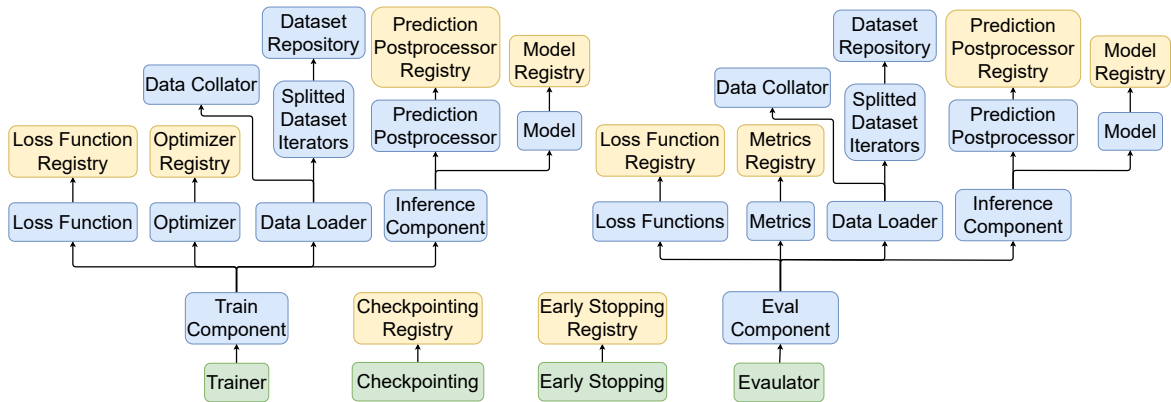 Dataset
Repository
Prediction
Postprocessor
Registry
Model
Registry
Data Collator
Splitted
Dataset
Iterators
Prediction
Postprocessor
Model
Loss Function
Registry
Optimizer
Registry
Loss Function
Optimizer
Data Loader
Inference
Component
Train
Component
Trainer
Checkpointing
Registry
Checkpointing
Early Stopping
Registry
Early Stopping
Dataset
Repository
Prediction
Postprocessor
Registry
Model
Registry
Data Collator
Splitted
Dataset
Iterators
Prediction
Postprocessor
Model
Loss Function
Registry
Metrics
Registry
Loss Functions
Metrics
Data Loader
Inference
Component
Eval
Component
Evaulator